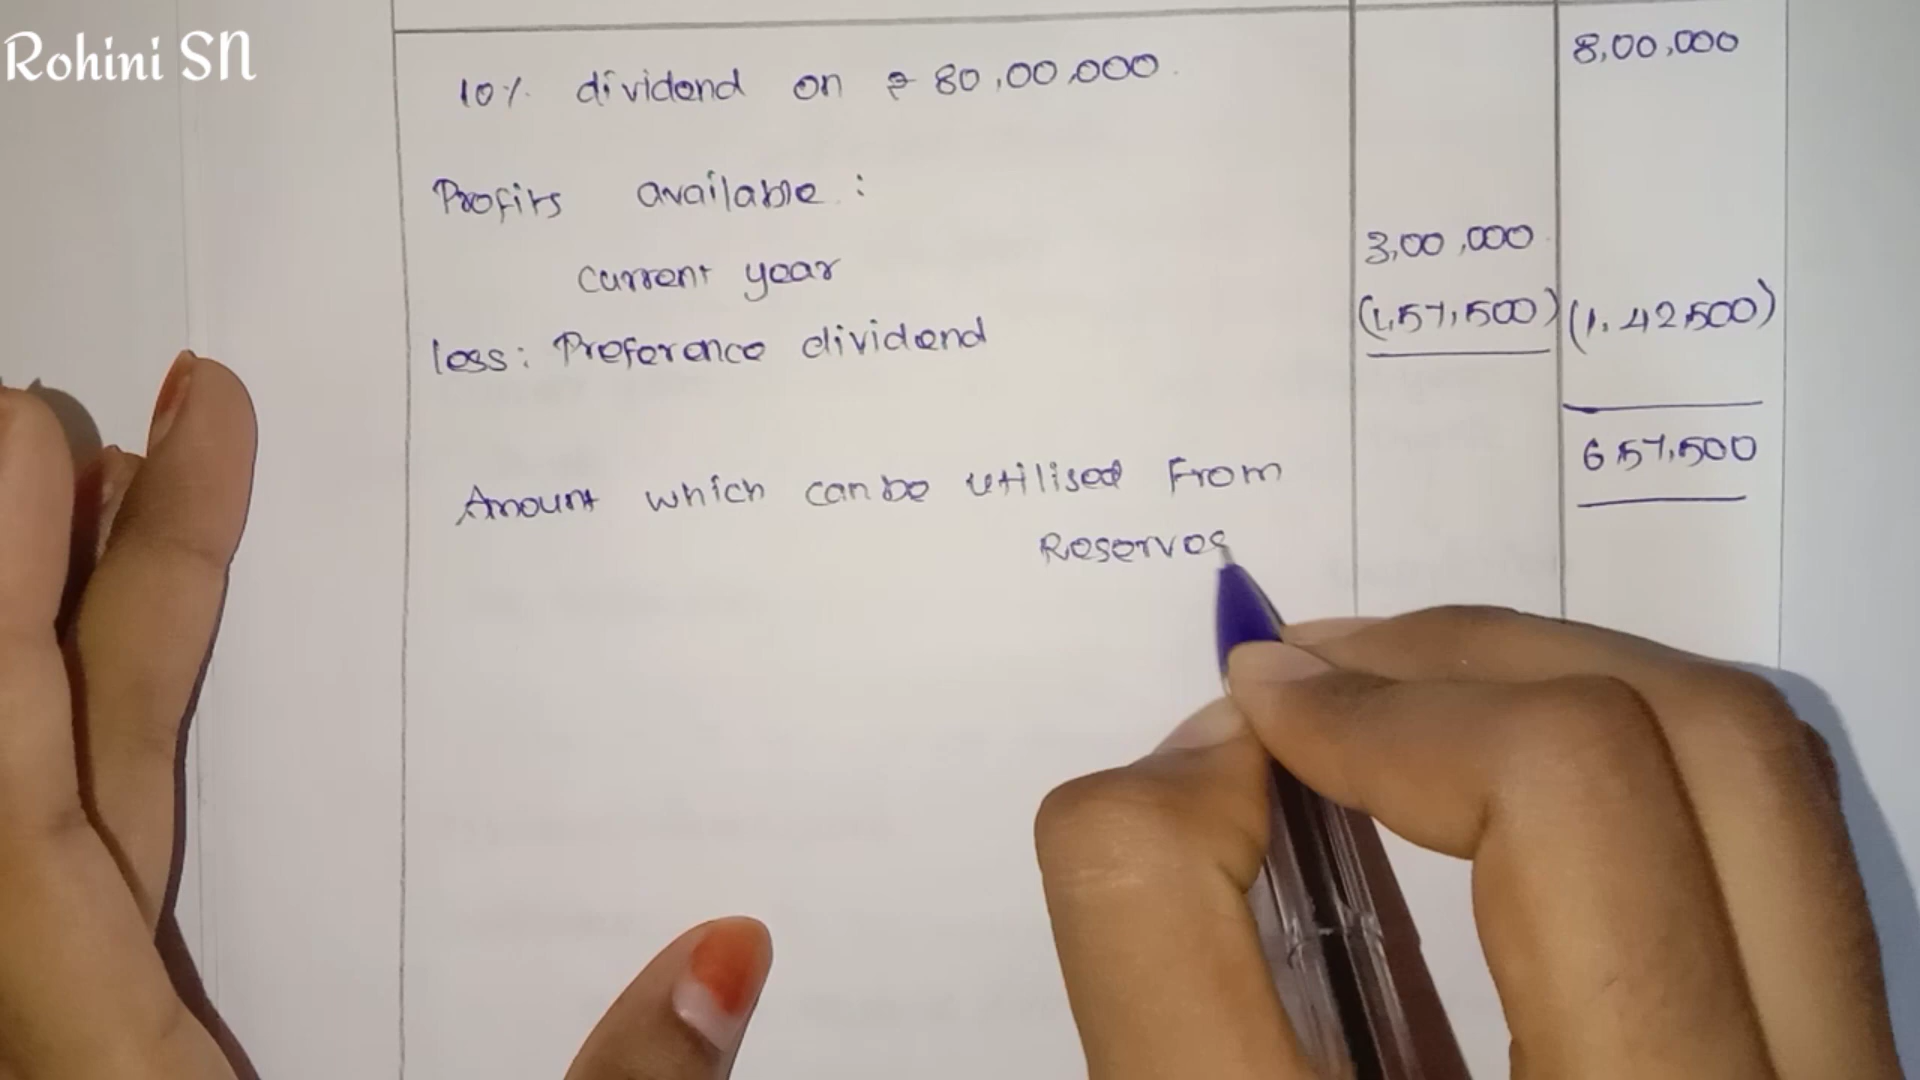 Rohini SN
8,00,000
10% dividend on ₹ 80,00,000
Profits available :
Current year 3,00,000
less: Preference dividend (1,57,500) (1,42,500)
Amount which can be utilised From 6,57,500
Reserves